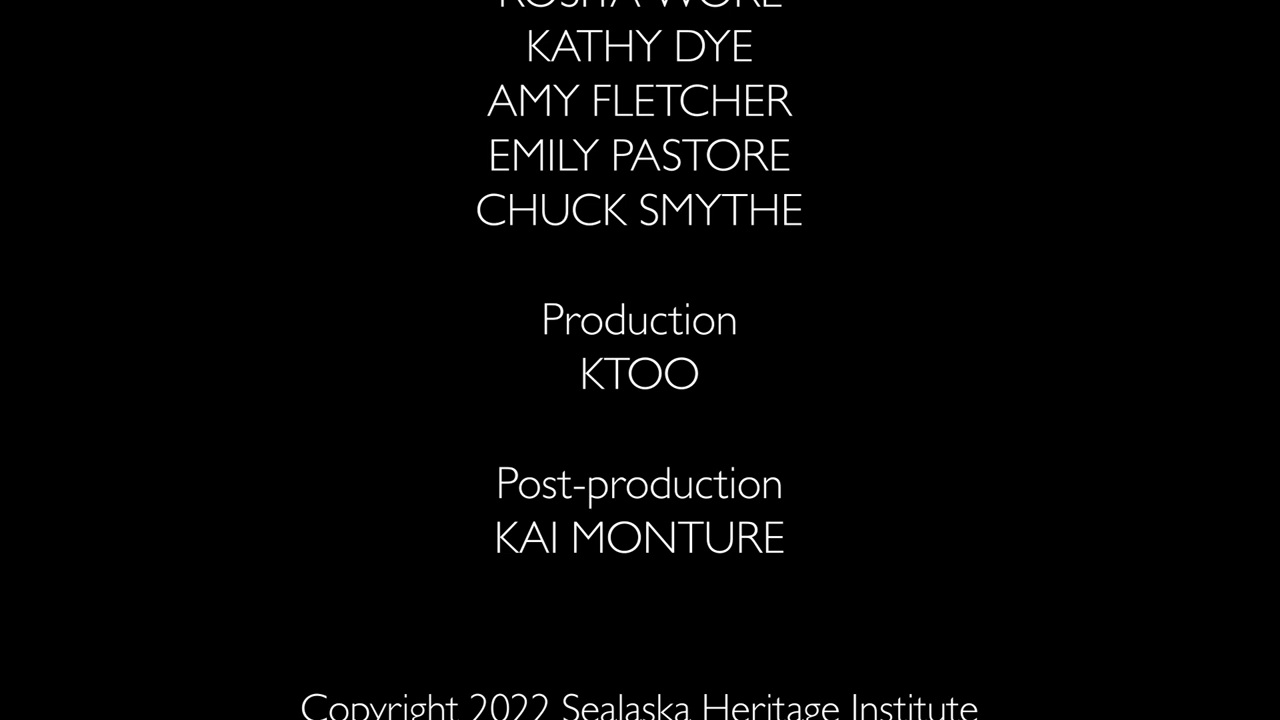 KATHY DYE
AMY FLETCHER
EMILY PASTORE
CHUCK SMYTHE
Production
KTOO
Post-production
KAI MONTURE
Copyright 2022 Sealaska Heritage Institute